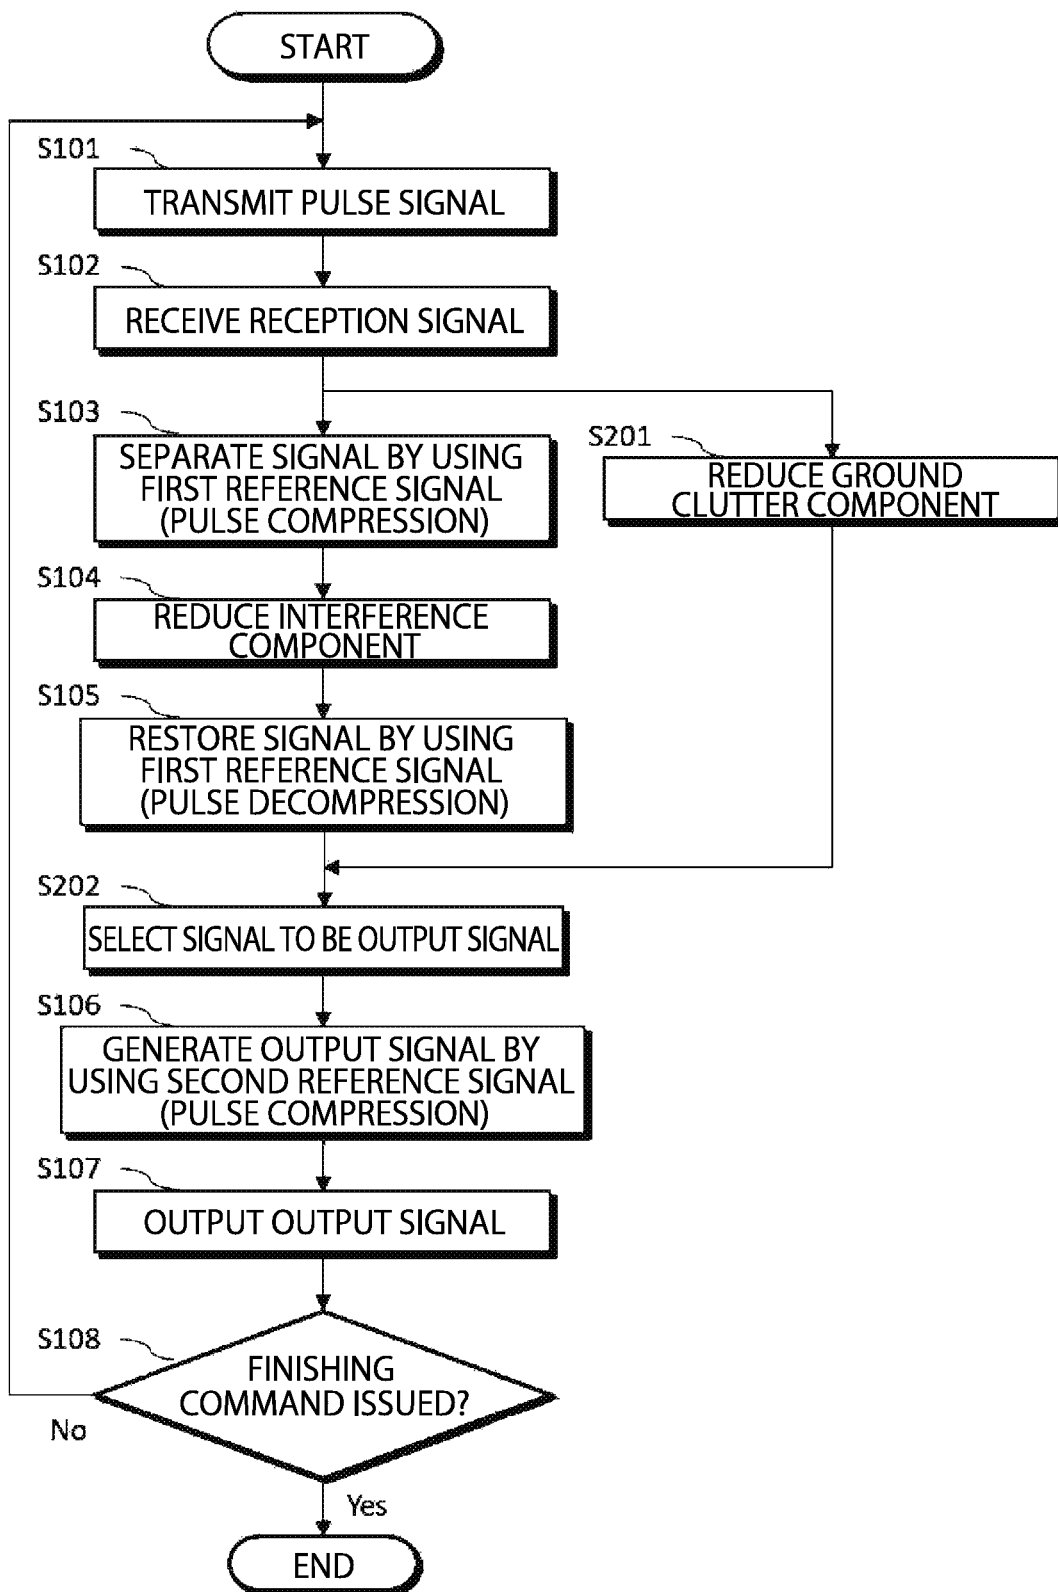 START
S101
TRANSMIT PULSE SIGNAL
S102
RECEIVE RECEPTION SIGNAL
S103
SEPARATE SIGNAL BY USING
FIRST REFERENCE SIGNAL
(PULSE COMPRESSION)
S201
REDUCE GROUND
CLUTTER COMPONENT
S104
REDUCE INTERFERENCE
COMPONENT
S105
RESTORE SIGNAL BY USING
FIRST REFERENCE SIGNAL
(PULSE DECOMPRESSION)
S202
SELECT SIGNAL TO BE OUTPUT SIGNAL
S106
GENERATE OUTPUT SIGNAL BY
USING SECOND REFERENCE SIGNAL
(PULSE COMPRESSION)
S107
OUTPUT OUTPUT SIGNAL
S108
FINISHING
COMMAND ISSUED?
No
Yes
END